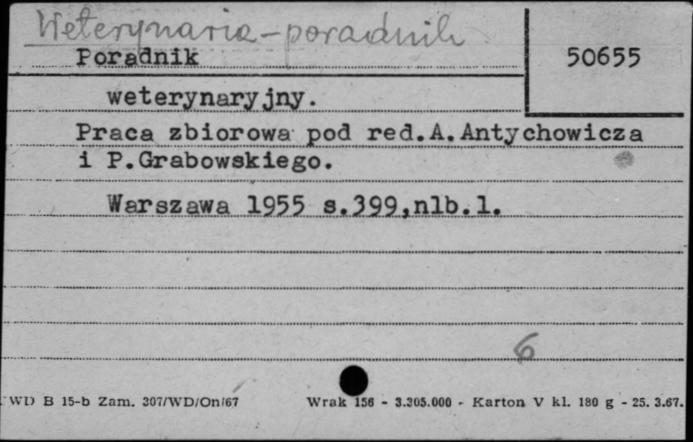 Weterynaria - poradnik
Poradnik
50655
weterynaryjny.
Praca zbiorowa pod red.A.Antychowicza
i P.Grabowskiego.
Warszawa 1955 s.399,nlb.1.
6
WD B 15-b Zam. 307/WD/On/67
Wrak 156 - 3.305.000 - Karton V kl. 180 g - 25. 3.67.